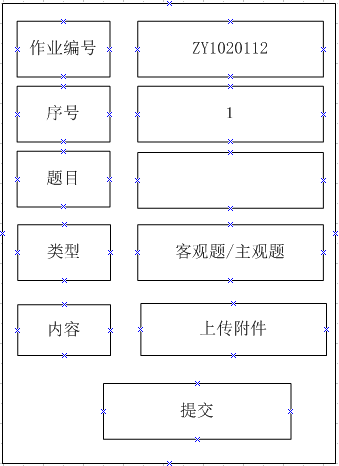 作业编号 ZY1020112
序号 1
题目
类型 客观题/主观题
内容 上传附件
提交